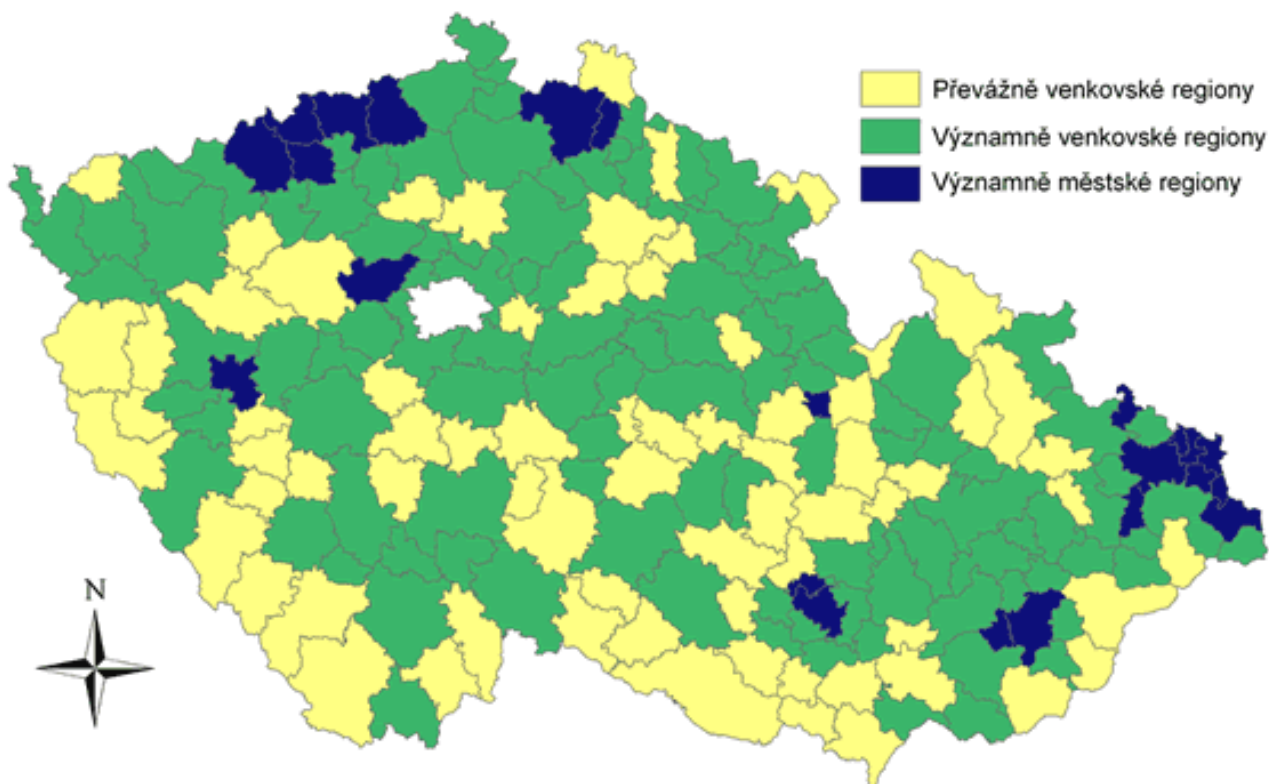 Převážně venkovské regiony
Významně venkovské regiony
Významně městské regiony
N